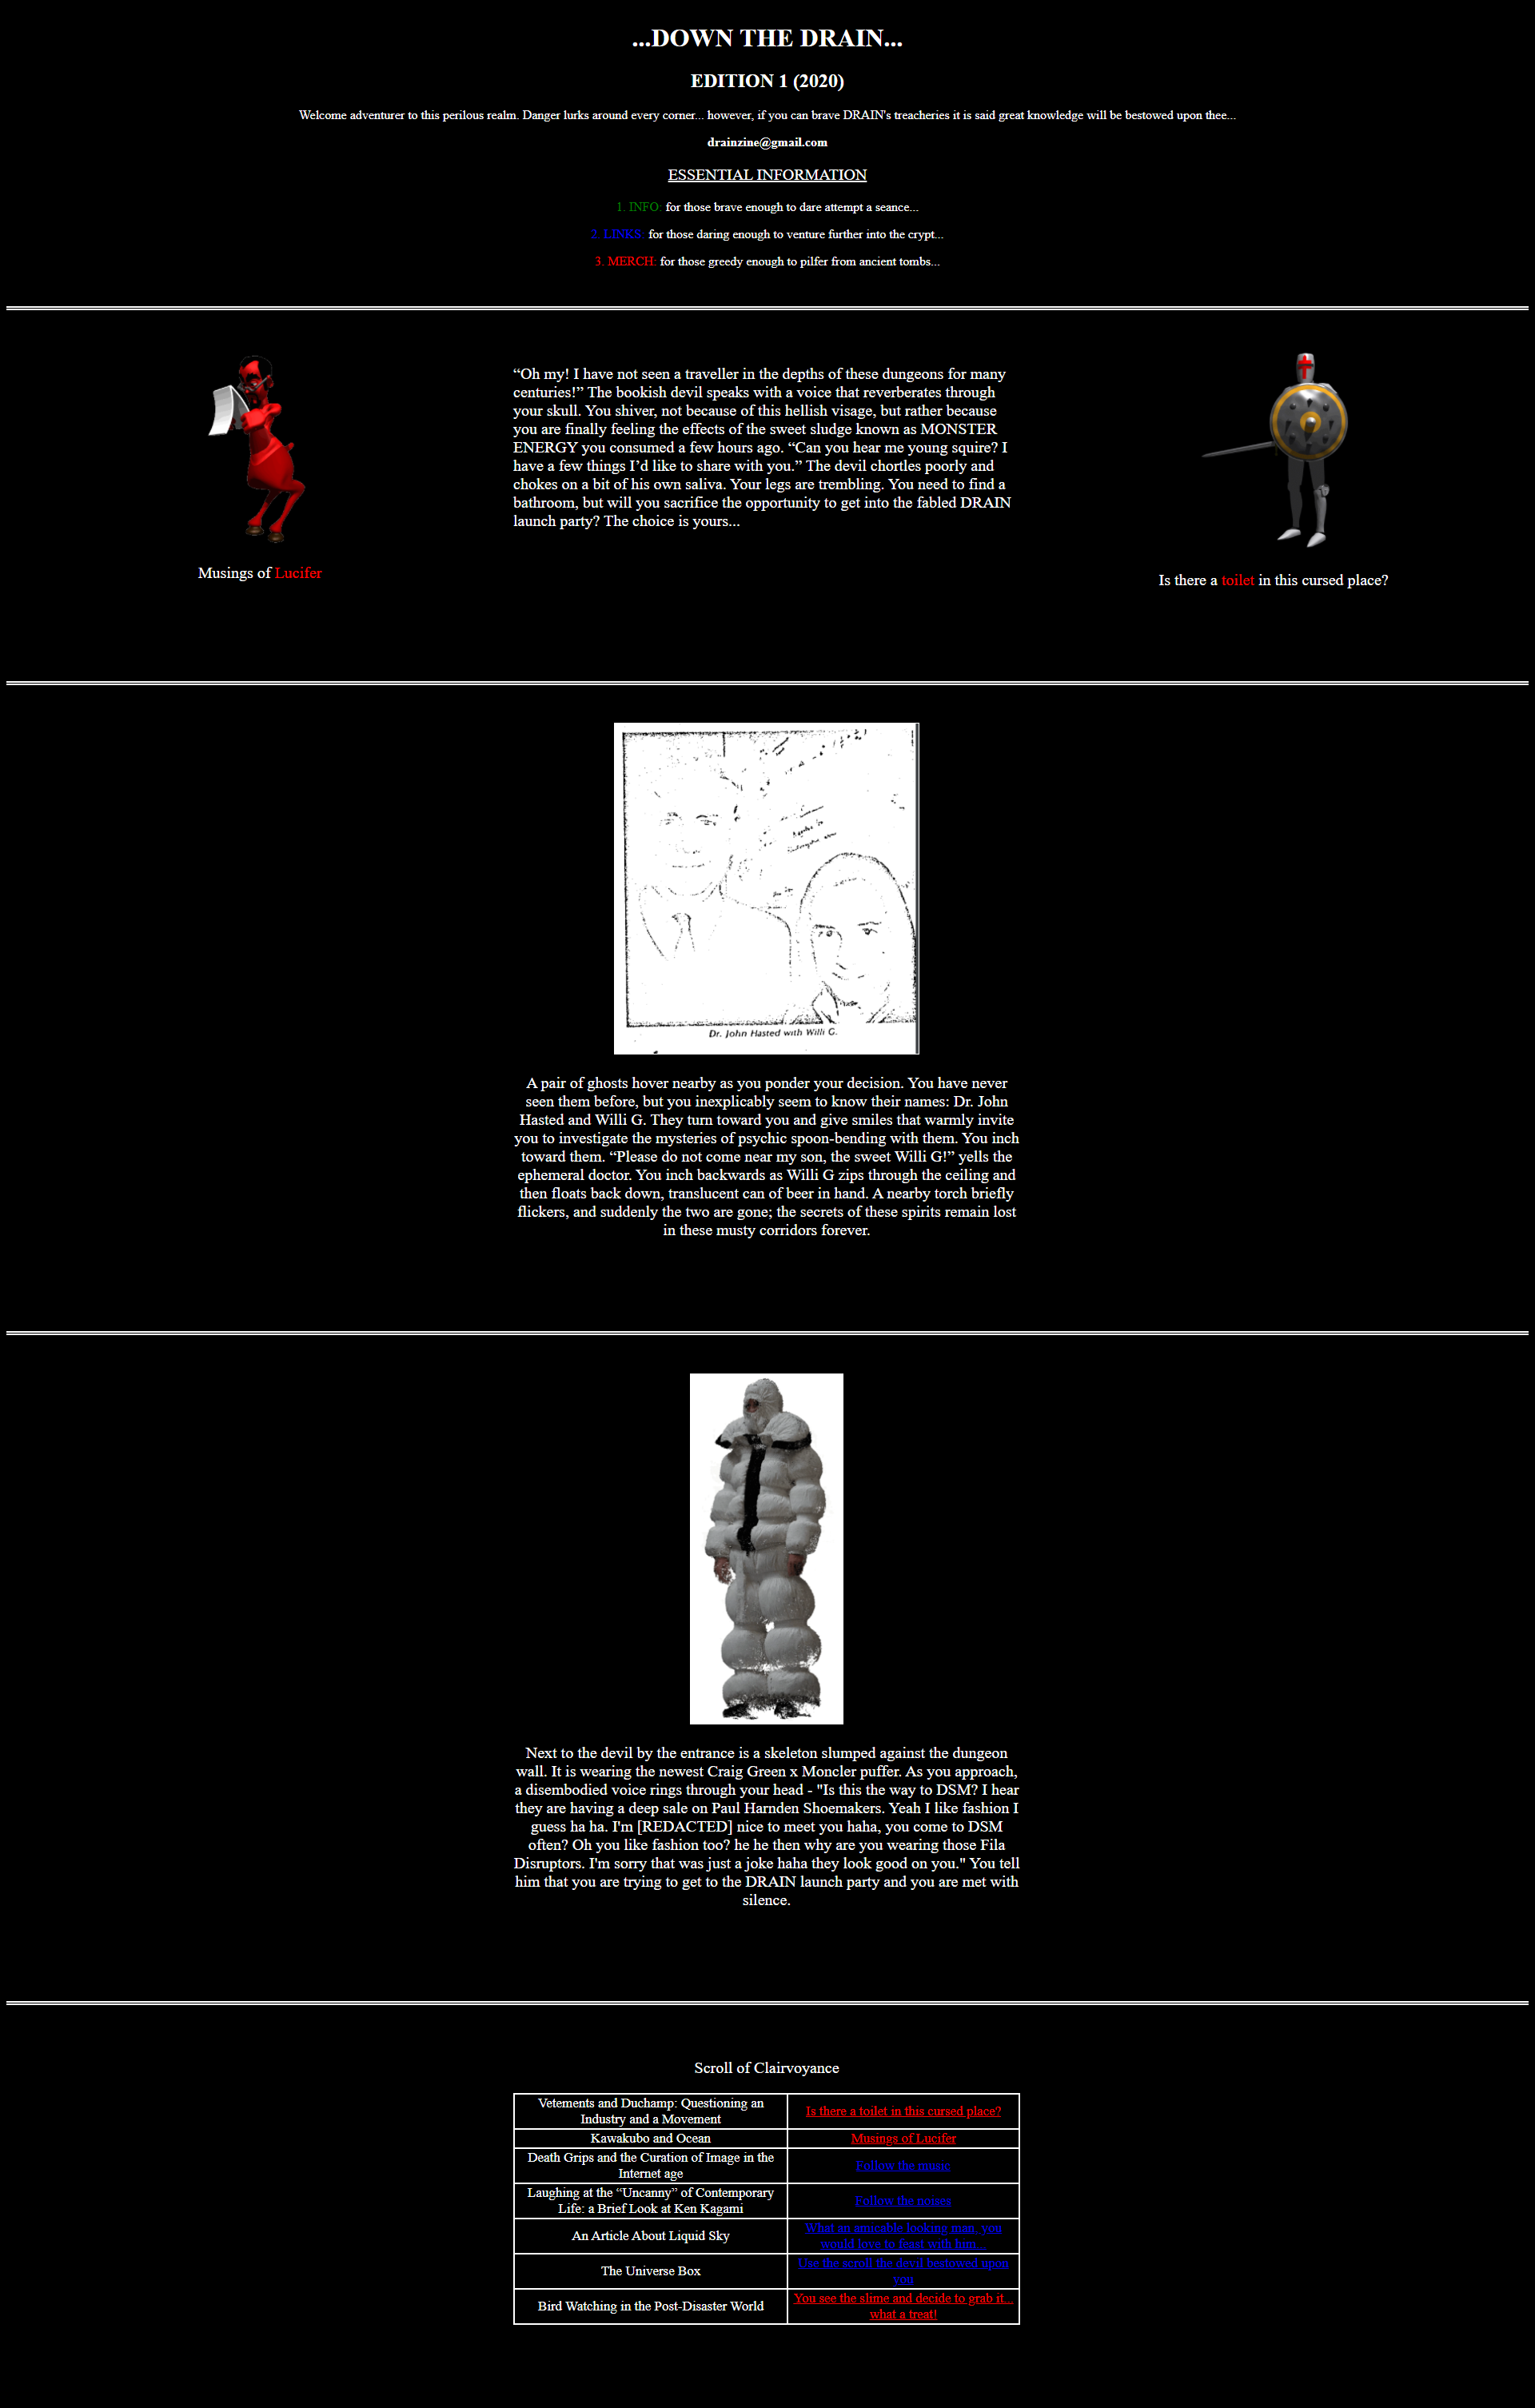 ...DOWN THE DRAIN...
EDITION 1 (2020)
Welcome adventurer to this perilous realm. Danger lurks around every corner... however, if you can brave DRAIN's treacheries it is said great knowledge will be bestowed upon thee...
drainzine@gmail.com
ESSENTIAL INFORMATION
1. INFO: for those brave enough to dare attempt a seance...
2. LINKS: for those daring enough to venture further into the crypt...
3. MERCH: for those greedy enough to pilfer from ancient tombs...
Musings of Lucifer
“Oh my! I have not seen a traveller in the depths of these dungeons for many
centuries!” The bookish devil speaks with a voice that reverberates through
your skull. You shiver, not because of this hellish visage, but rather because
you are finally feeling the effects of the sweet sludge known as MONSTER
ENERGY you consumed a few hours ago. “Can you hear me young squire? I
have a few things I’d like to share with you.” The devil chortles poorly and
chokes on a bit of his own saliva. Your legs are trembling. You need to find a
bathroom, but will you sacrifice the opportunity to get into the fabled DRAIN
launch party? The choice is yours...
Is there a toilet in this cursed place?
Dr. John Hasted with Willi G.
A pair of ghosts hover nearby as you ponder your decision. You have never
seen them before, but you inexplicably seem to know their names: Dr. John
Hasted and Willi G. They turn toward you and give smiles that warmly invite
you to investigate the mysteries of psychic spoon-bending with them. You inch
toward them. “Please do not come near my son, the sweet Willi G!” yells the
ephemeral doctor. You inch backwards as Willi G zips through the ceiling and
then floats back down, translucent can of beer in hand. A nearby torch briefly
flickers, and suddenly the two are gone; the secrets of these spirits remain lost
in these musty corridors forever.
Next to the devil by the entrance is a skeleton slumped against the dungeon
wall. It is wearing the newest Craig Green x Moncler puffer. As you approach,
a disembodied voice rings through your head - "Is this the way to DSM? I hear
they are having a deep sale on Paul Harnden Shoemakers. Yeah I like fashion I
guess ha ha. I'm [REDACTED] nice to meet you haha, you come to DSM
often? Oh you like fashion too? he he then why are you wearing those Fila
Disruptors. I'm sorry that was just a joke haha they look good on you." You tell
him that you are trying to get to the DRAIN launch party and you are met with
silence.
Scroll of Clairvoyance
Vetements and Duchamp: Questioning an
Industry and a Movement
Is there a toilet in this cursed place?
Kawakubo and Ocean
Musings of Lucifer
Death Grips and the Curation of Image in the
Internet age
Follow the music
Laughing at the “Uncanny” of Contemporary
Life: a Brief Look at Ken Kagami
Follow the noises
An Article About Liquid Sky
What an amicable looking man, you
would love to feast with him...
The Universe Box
Use the scroll the devil bestowed upon
you
Bird Watching in the Post-Disaster World
You see the slime and decide to grab it...
what a treat!